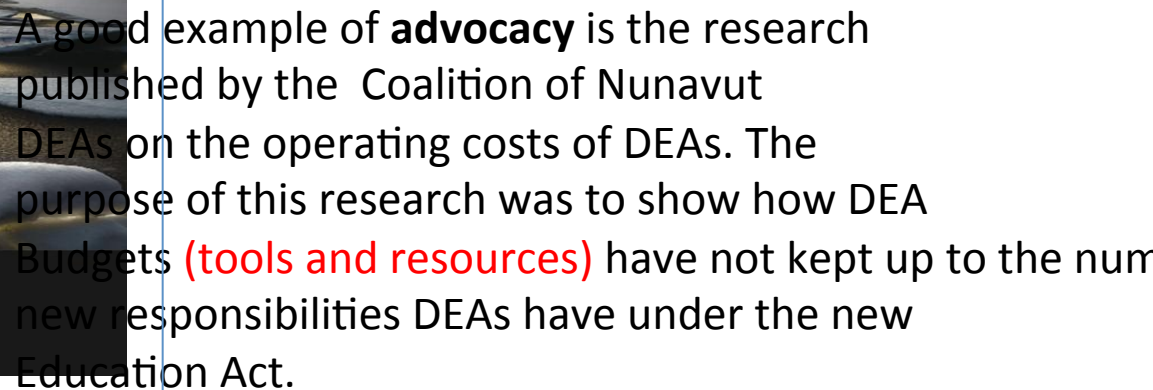 A good example of advocacy is the research
published by the Coalition of Nunavut
DEAs on the operating costs of DEAs. The
purpose of this research was to show how DEA
Budgets (tools and resources) have not kept up to the num
new responsibilities DEAs have under the new
Education Act.